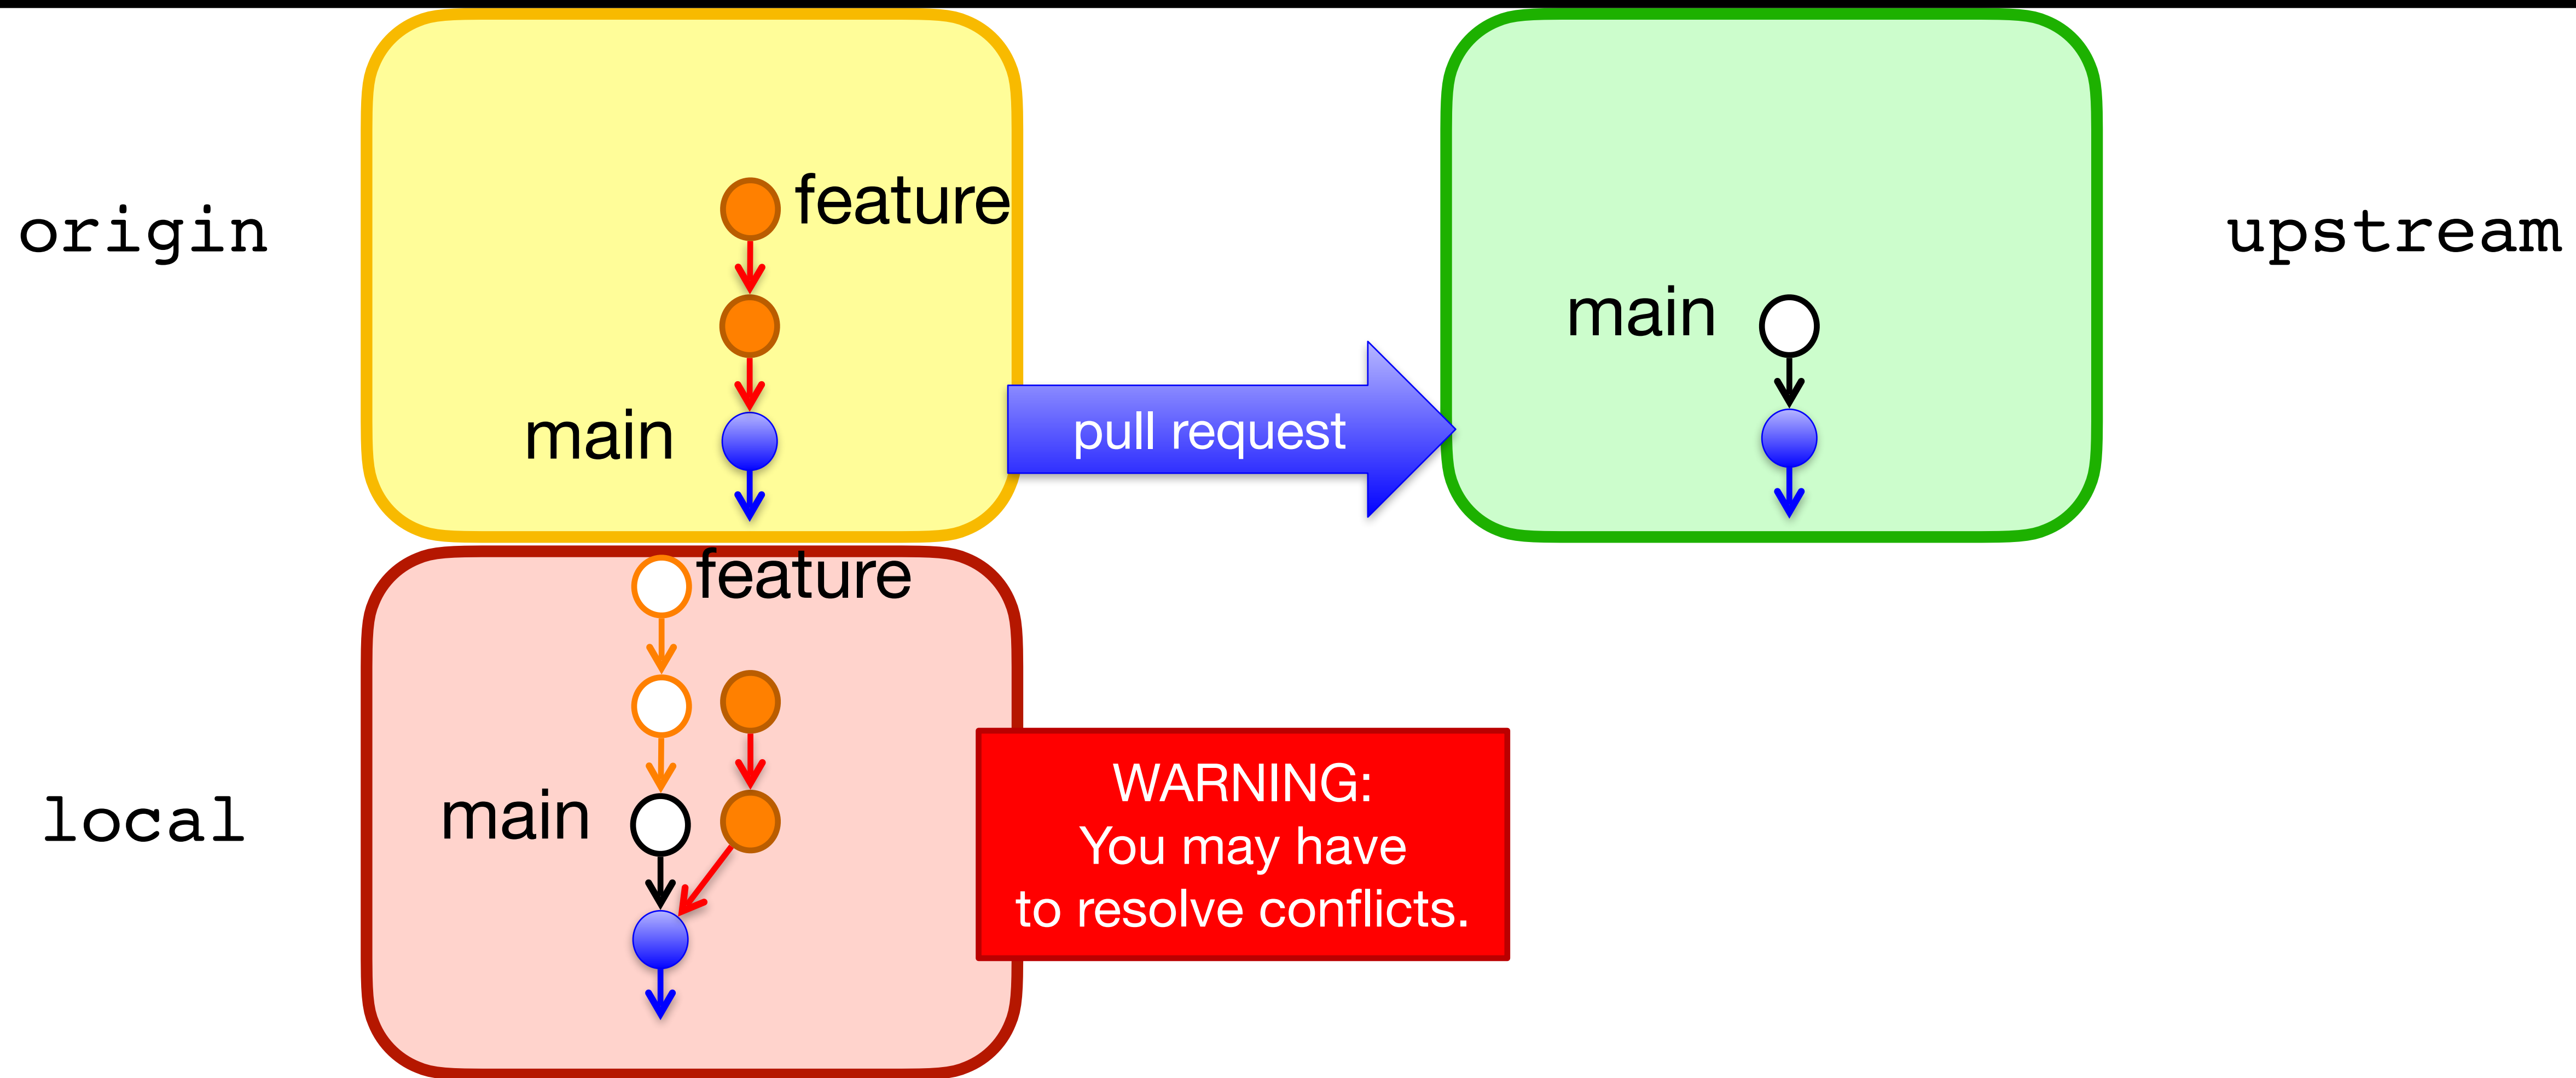 origin
feature
main
pull request
main
upstream
feature
main
local
WARNING:
You may have
to resolve conflicts.